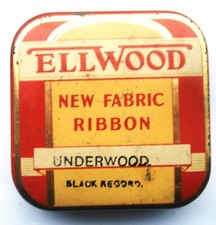 ELLWOOD
NEW FABRIC
RIBBON
UNDERWOOD,
BLACK RECORD,